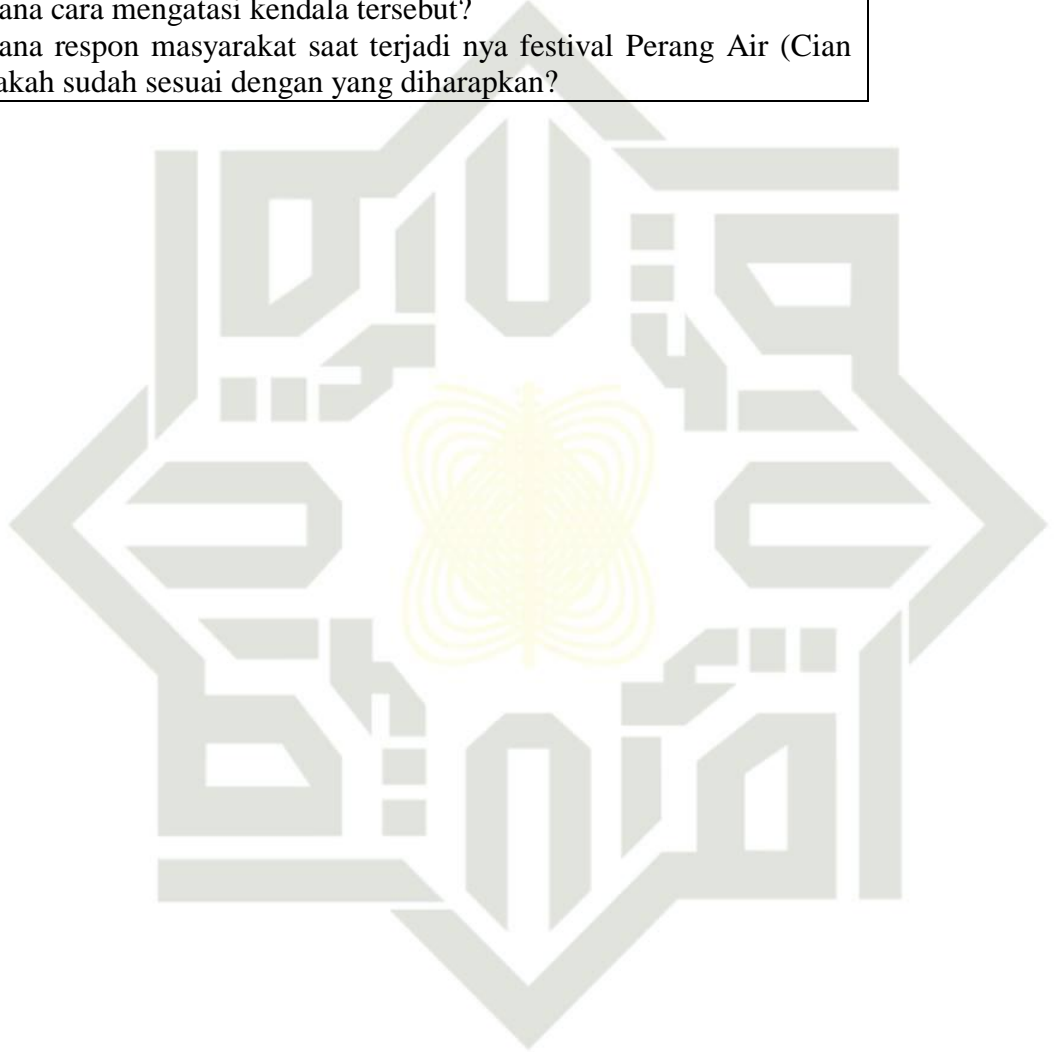 ana cara mengatasi kendala tersebut?
ana respon masyarakat saat terjadi nya festival Perang Air (Cian
akah sudah sesuai dengan yang diharapkan?